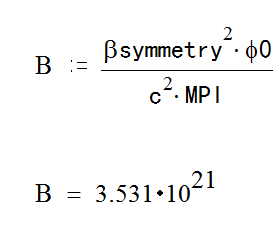 B := βsymmetry²·ϕ0 / c²·MPl
B = 3.531•10²¹